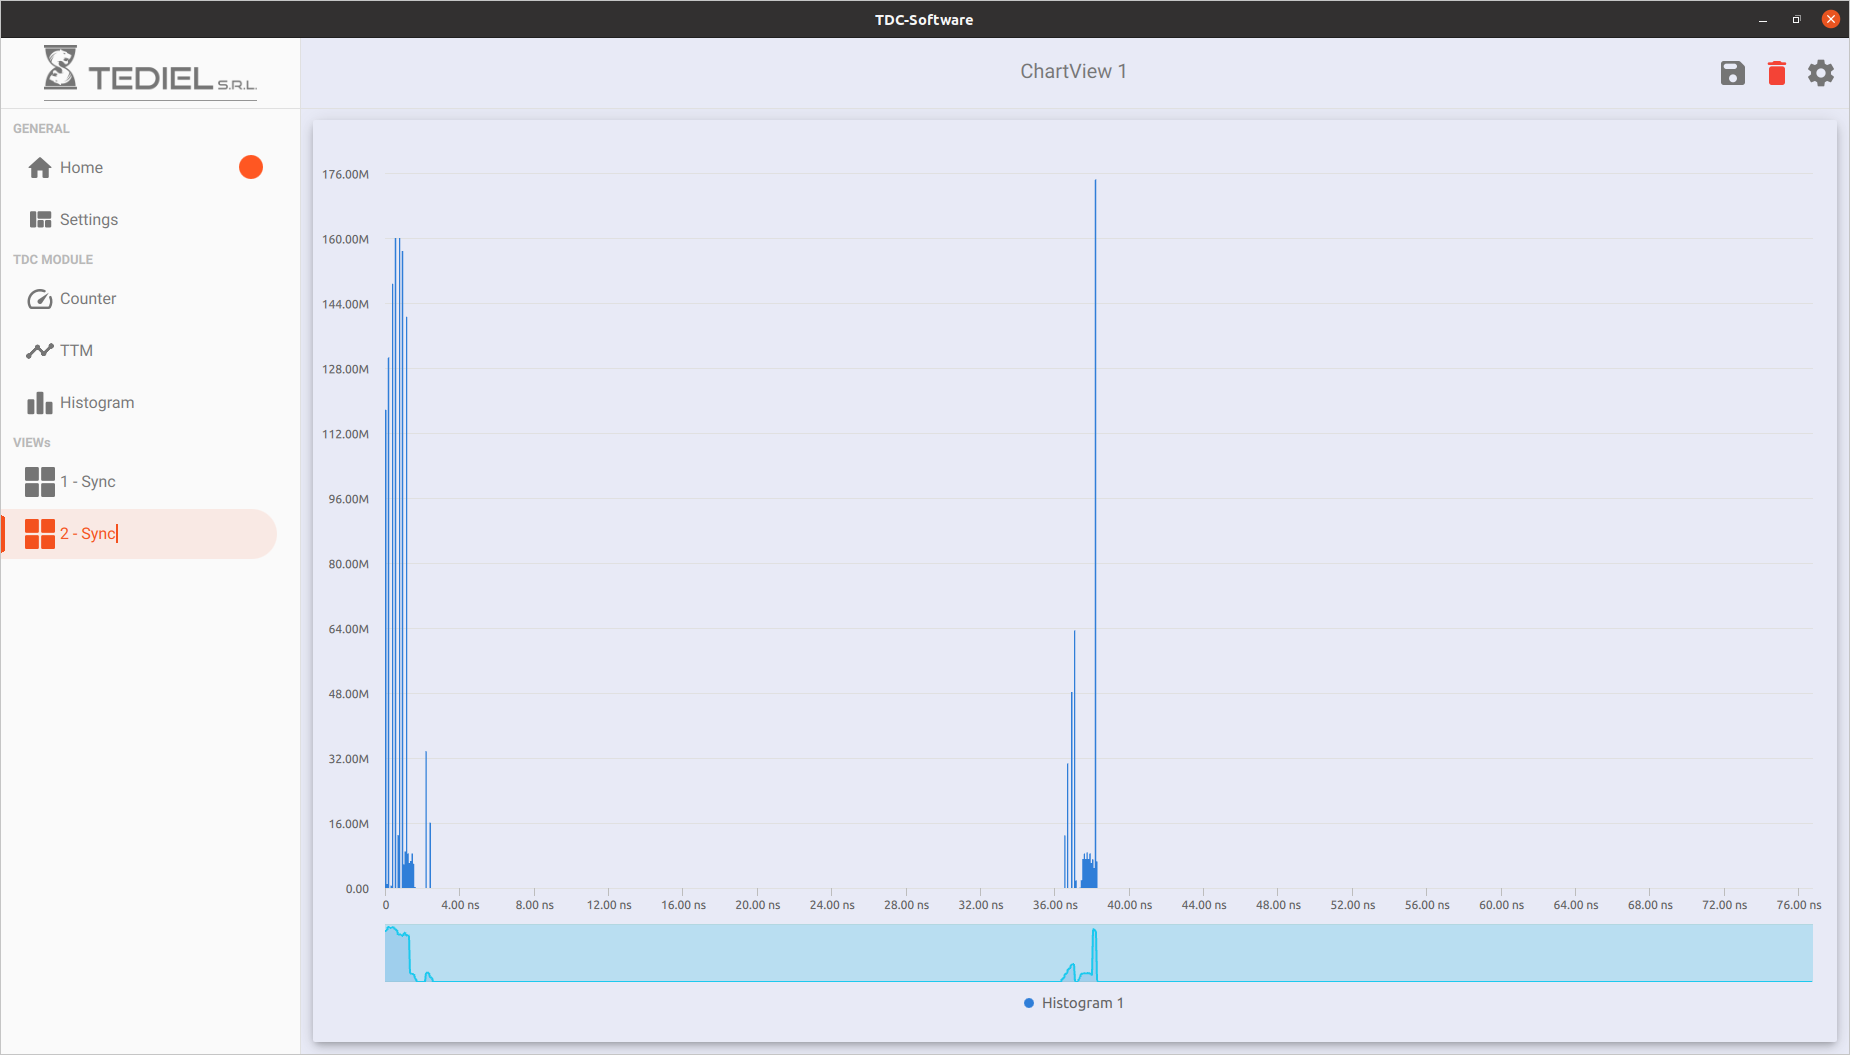 TDC-Software
TEDIEL S.R.L.
ChartView 1
GENERAL
Home
Settings
TDC MODULE
Counter
TTM
Histogram
VIEWs
1 - Sync
2 - Sync
176.00M
160.00M
144.00M
128.00M
112.00M
96.00M
80.00M
64.00M
48.00M
32.00M
16.00M
0.00
0 4.00 ns 8.00 ns 12.00 ns 16.00 ns 20.00 ns 24.00 ns 28.00 ns 32.00 ns 36.00 ns 40.00 ns 44.00 ns 48.00 ns 52.00 ns 56.00 ns 60.00 ns 64.00 ns 68.00 ns 72.00 ns 76.00 ns
Histogram 1